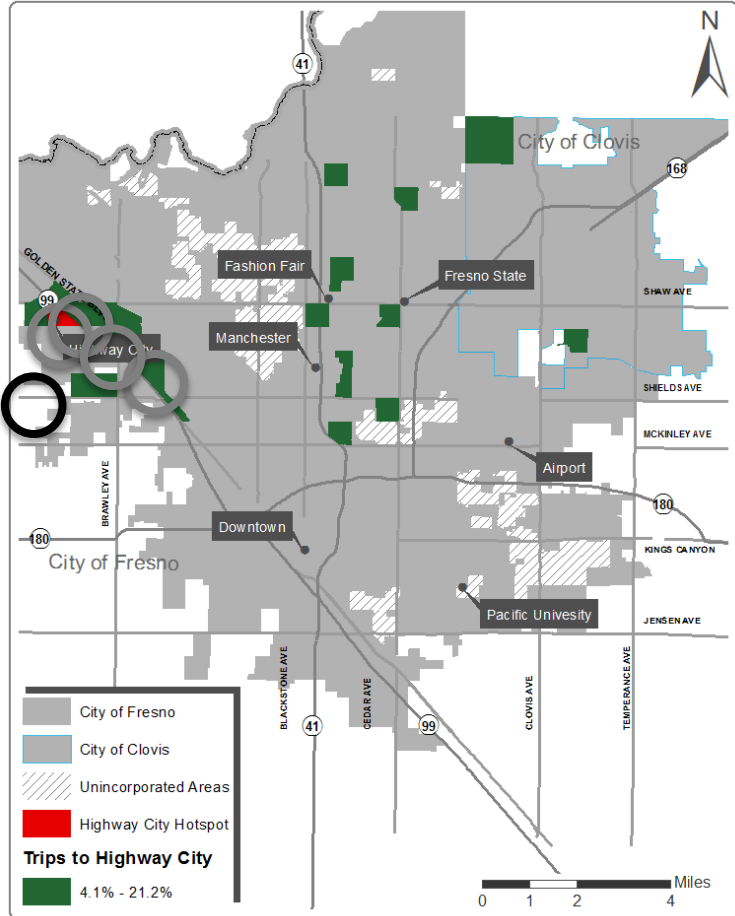 N
41
City of Clovis
168
GOLDEN STATE BLVD
Fashion Fair
Fresno State
99
SHAW AVE
Manchester
Highway City
SHIELDS AVE
MCKINLEY AVE
Airport
BRAWLEY AVE
180
Downtown
180
KINGS CANYON
City of Fresno
Pacific Univesity
JENSEN AVE
BLACKSTONE AVE
CEDAR AVE
CLOVIS AVE
TEMPERANCE AVE
41
99
City of Fresno
City of Clovis
Unincorporated Areas
Highway City Hotspot
Trips to Highway City
4.1% - 21.2%
Miles
0 1 2 4